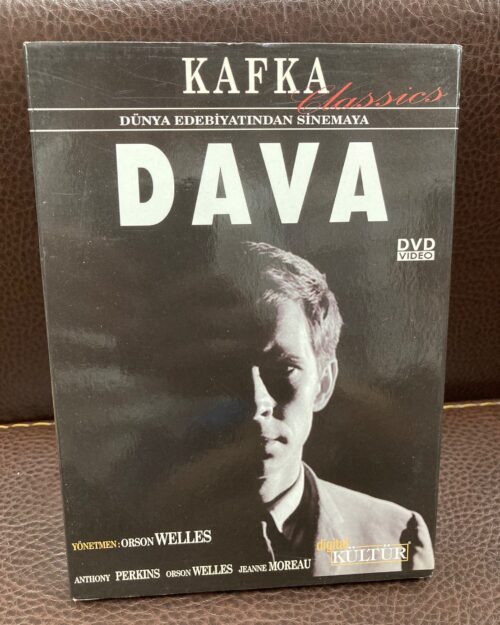 KAFKA
Classics
DÜNYA EDEBİYATINDAN SİNEMAYA
DAVA
DVD
VIDEO
YÖNETMEN: ORSON WELLES
digital
KÜLTÜR
ANTHONY PERKINS ORSON WELLES JEANNE MOREAU